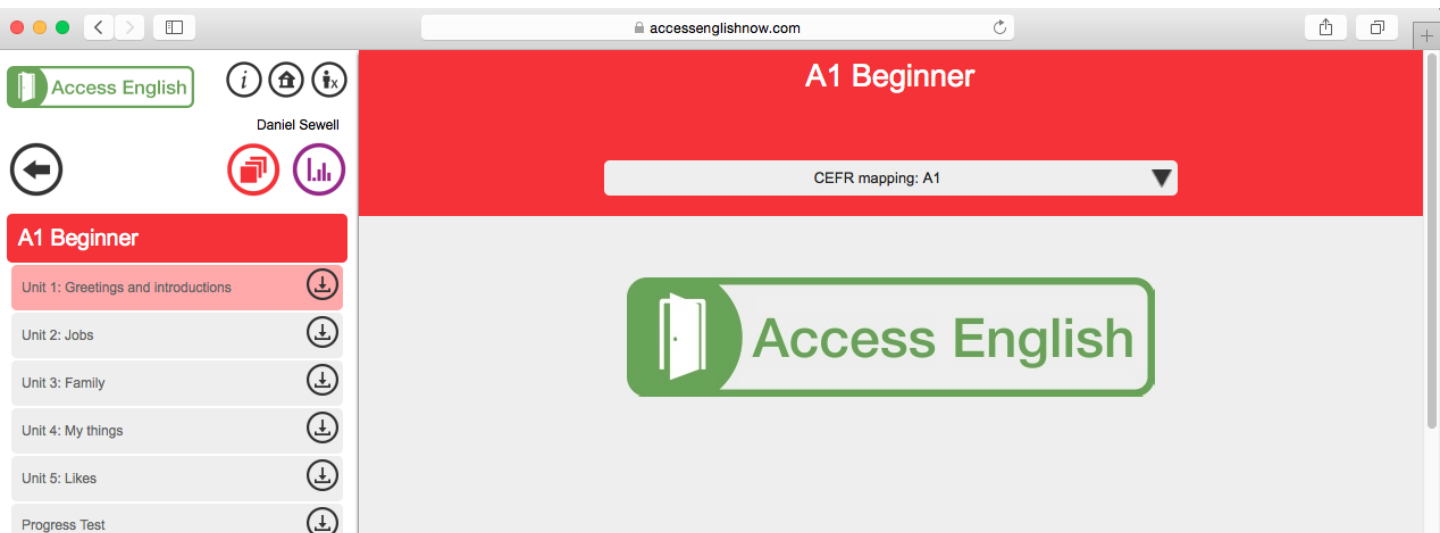 accessenglishnow.com
Access English
Daniel Sewell
A1 Beginner
Unit 1: Greetings and introductions
Unit 2: Jobs
Unit 3: Family
Unit 4: My things
Unit 5: Likes
Progress Test
A1 Beginner
CEFR mapping: A1
Access English